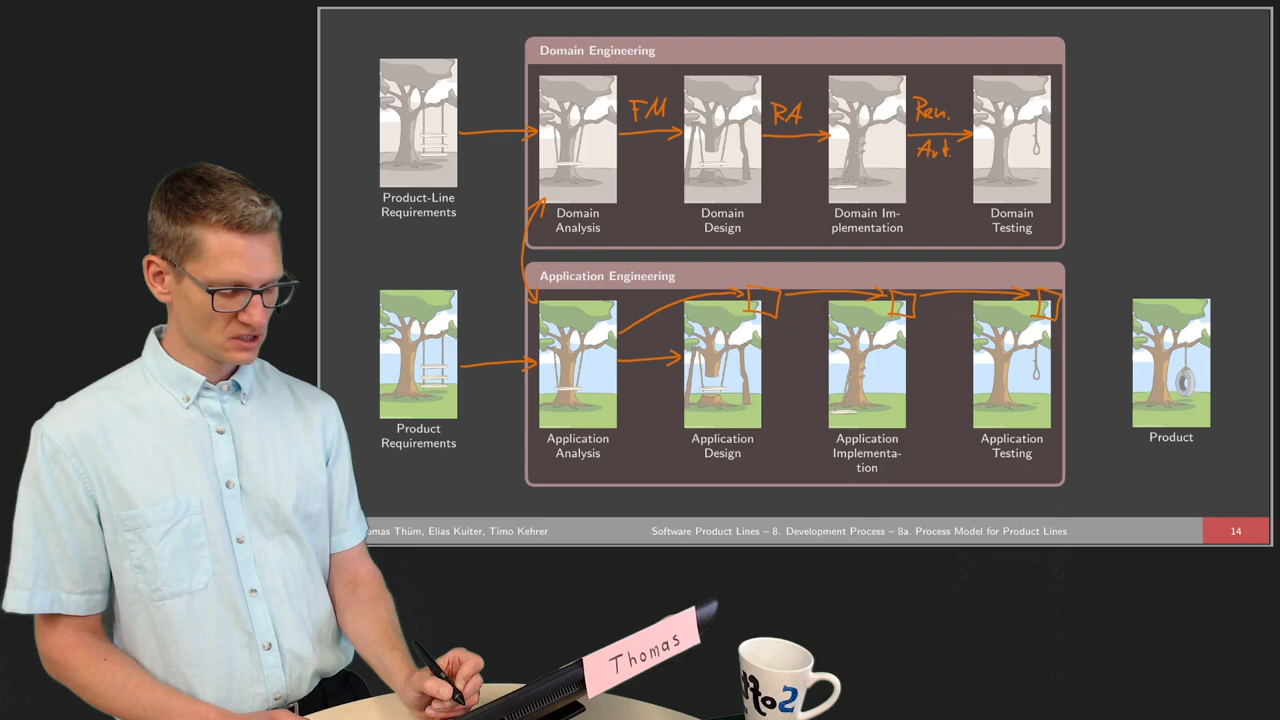 Domain Engineering
FM
RA
Reu.
Art.
Product-Line
Requirements
Domain
Analysis
Domain
Design
Domain Im-
plementation
Domain
Testing
Application Engineering
Product
Requirements
Application
Analysis
Application
Design
Application
Implementa-
tion
Application
Testing
Product
Thüm, Elias Kuiter, Timo Kehrer
Software Product Lines – 8. Development Process – 8a. Process Model for Product Lines
14
Thomas